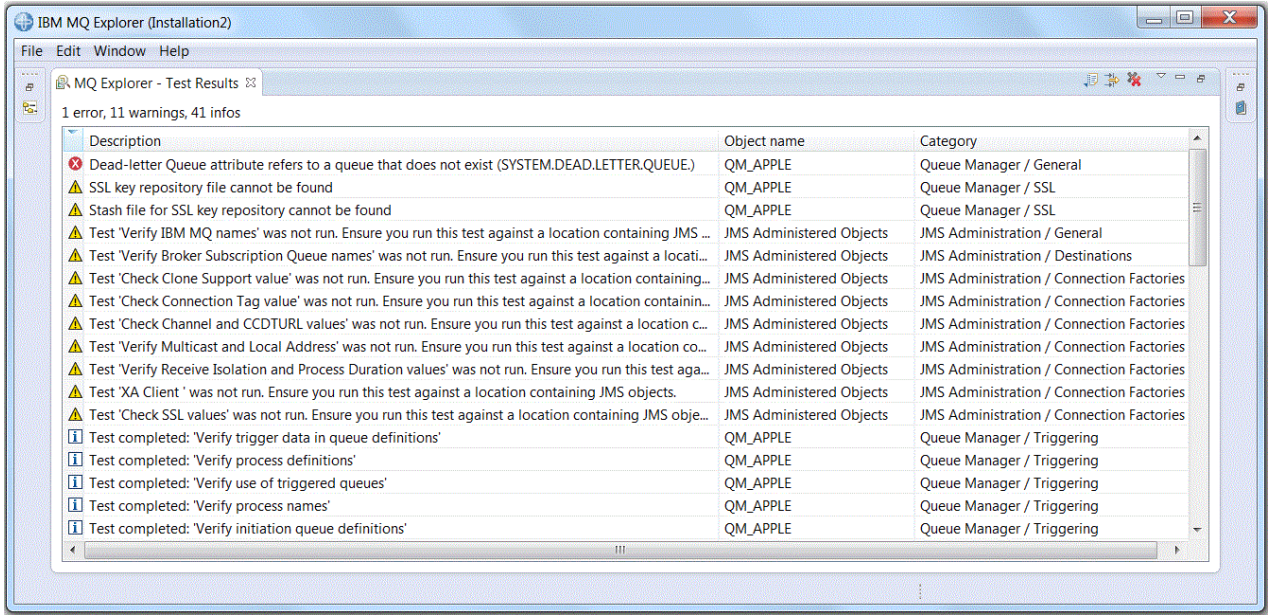 IBM MQ Explorer (Installation2)
File Edit Window Help
MQ Explorer - Test Results
1 error, 11 warnings, 41 infos
Description Object name Category
Dead-letter Queue attribute refers to a queue that does not exist (SYSTEM.DEAD.LETTER.QUEUE.) QM_APPLE Queue Manager / General
SSL key repository file cannot be found QM_APPLE Queue Manager / SSL
Stash file for SSL key repository cannot be found QM_APPLE Queue Manager / SSL
Test 'Verify IBM MQ names' was not run. Ensure you run this test against a location containing JMS ... JMS Administered Objects JMS Administration / General
Test 'Verify Broker Subscription Queue names' was not run. Ensure you run this test against a locati... JMS Administered Objects JMS Administration / Destinations
Test 'Check Clone Support value' was not run. Ensure you run this test against a location containing... JMS Administered Objects JMS Administration / Connection Factories
Test 'Check Connection Tag value' was not run. Ensure you run this test against a location containin... JMS Administered Objects JMS Administration / Connection Factories
Test 'Check Channel and CCDTURL values' was not run. Ensure you run this test against a location c... JMS Administered Objects JMS Administration / Connection Factories
Test 'Verify Multicast and Local Address' was not run. Ensure you run this test against a location co... JMS Administered Objects JMS Administration / Connection Factories
Test 'Verify Receive Isolation and Process Duration values' was not run. Ensure you run this test aga... JMS Administered Objects JMS Administration / Connection Factories
Test 'XA Client ' was not run. Ensure you run this test against a location containing JMS objects. JMS Administered Objects JMS Administration / Connection Factories
Test 'Check SSL values' was not run. Ensure you run this test against a location containing JMS obje... JMS Administered Objects JMS Administration / Connection Factories
Test completed: 'Verify trigger data in queue definitions' QM_APPLE Queue Manager / Triggering
Test completed: 'Verify process definitions' QM_APPLE Queue Manager / Triggering
Test completed: 'Verify use of triggered queues' QM_APPLE Queue Manager / Triggering
Test completed: 'Verify process names' QM_APPLE Queue Manager / Triggering
Test completed: 'Verify initiation queue definitions' QM_APPLE Queue Manager / Triggering